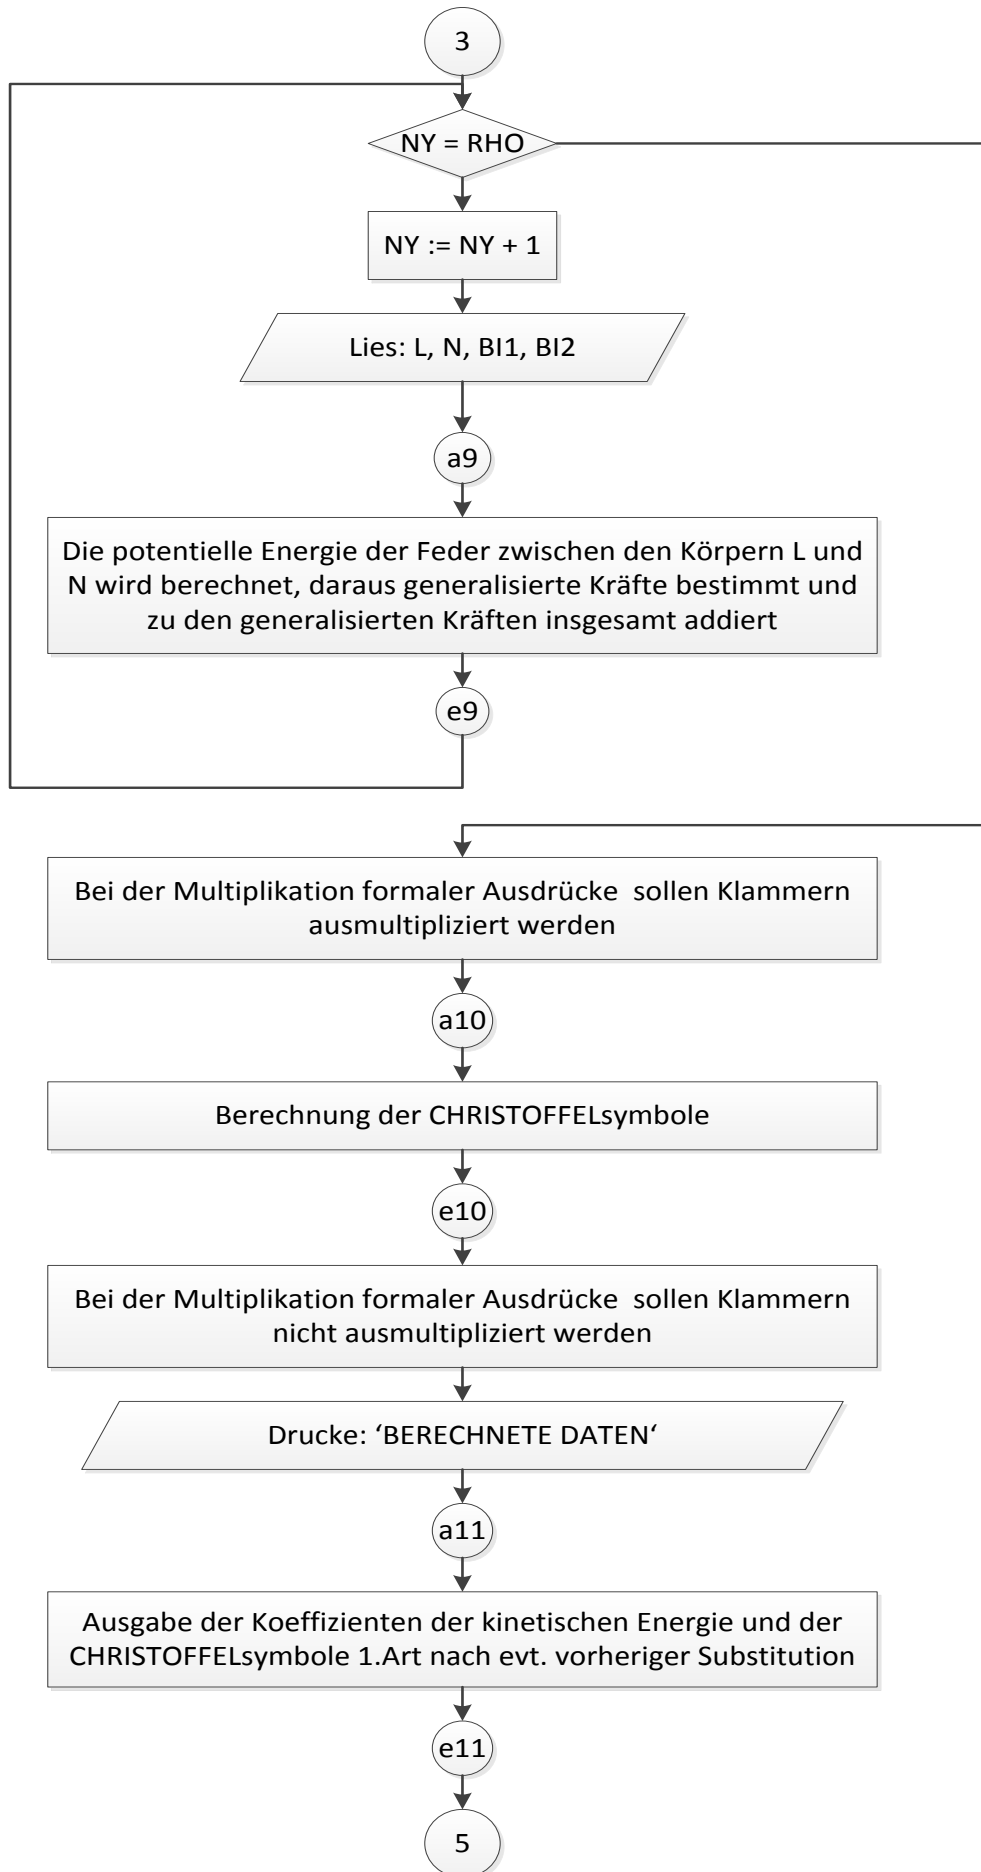 3
NY = RHO
NY := NY + 1
Lies: L, N, BI1, BI2
a9
Die potentielle Energie der Feder zwischen den Körpern L und
N wird berechnet, daraus generalisierte Kräfte bestimmt und
zu den generalisierten Kräften insgesamt addiert
e9
Bei der Multiplikation formaler Ausdrücke  sollen Klammern
ausmultipliziert werden
a10
Berechnung der CHRISTOFFELsymbole
e10
Bei der Multiplikation formaler Ausdrücke  sollen Klammern
nicht ausmultipliziert werden
Drucke: ‘BERECHNETE DATEN‘
a11
Ausgabe der Koeffizienten der kinetischen Energie und der
CHRISTOFFELsymbole 1.Art nach evt. vorheriger Substitution
e11
5